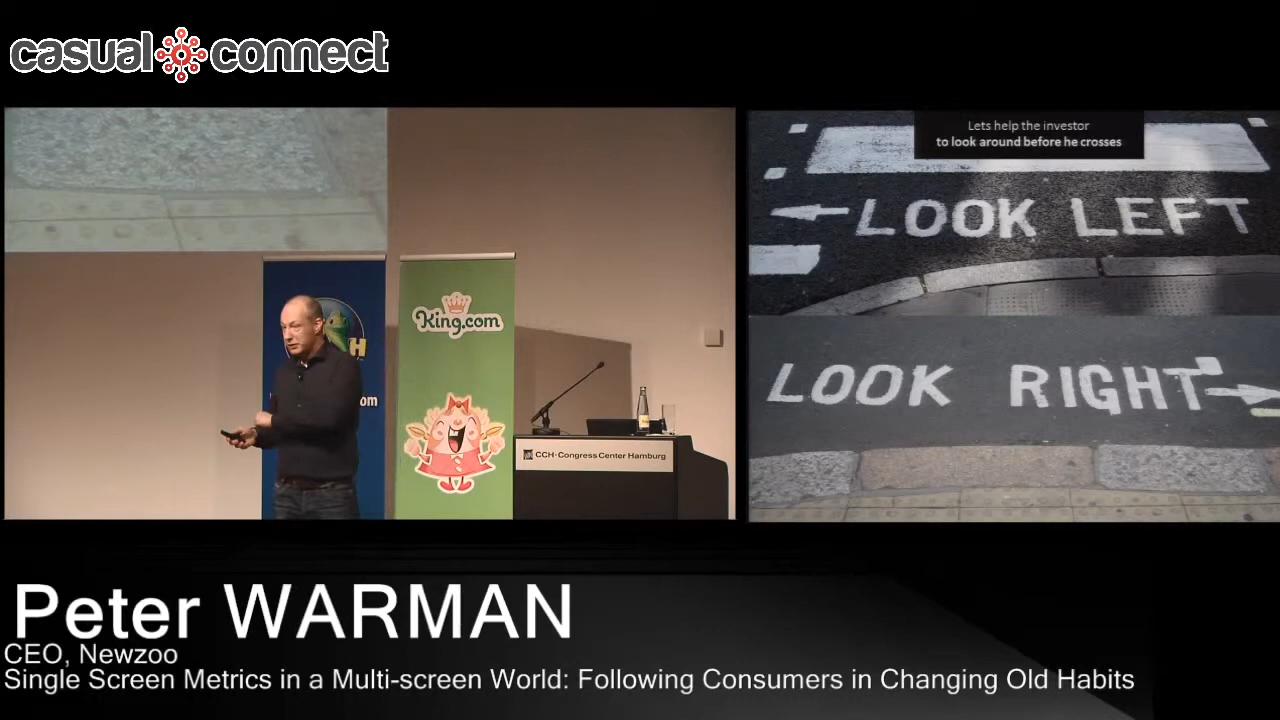 casual connect
Lets help the investor
to look around before he crosses
LOOK LEFT
LOOK RIGHT
King.com
H
om
CCH-Congress Center Hamburg
Peter WARMAN
CEO, Newzoo
Single Screen Metrics in a Multi-screen World: Following Consumers in Changing Old Habits